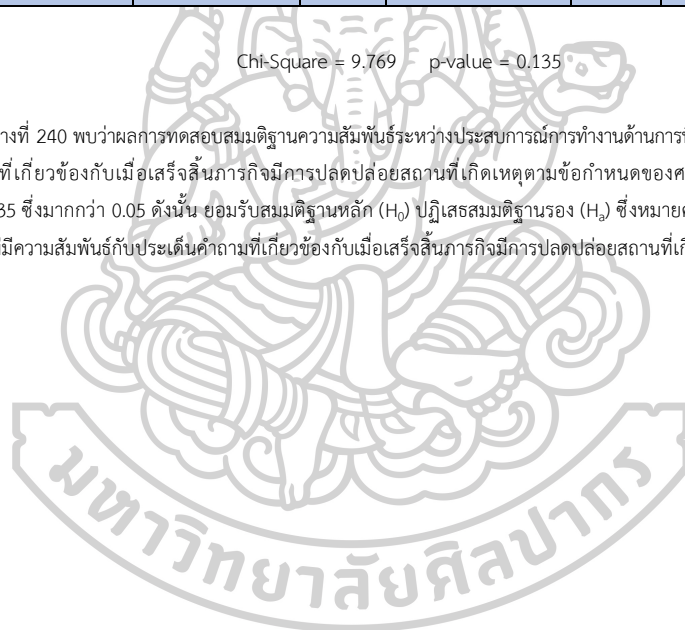 Chi-Square = 9.769 p-value = 0.135
างที่ 240 พบว่าผลการทดสอบสมมติฐานความสัมพันธ์ระหว่างประสบการณ์การทำงานด้านการ
ที่เกี่ยวข้องกับเมื่อเสร็จสิ้นภารกิจมีการปลดปล่อยสถานที่เกิดเหตุตามข้อกำหนดของศ
35 ซึ่งมากกว่า 0.05 ดังนั้น ยอมรับสมมติฐานหลัก (H₀) ปฏิเสธสมมติฐานรอง (Hₐ) ซึ่งหมาย
มีความสัมพันธ์กับประเด็นคำถามที่เกี่ยวข้องกับเมื่อเสร็จสิ้นภารกิจมีการปลดปล่อยสถานที่
มหาวิทยาลัยศิลปากร